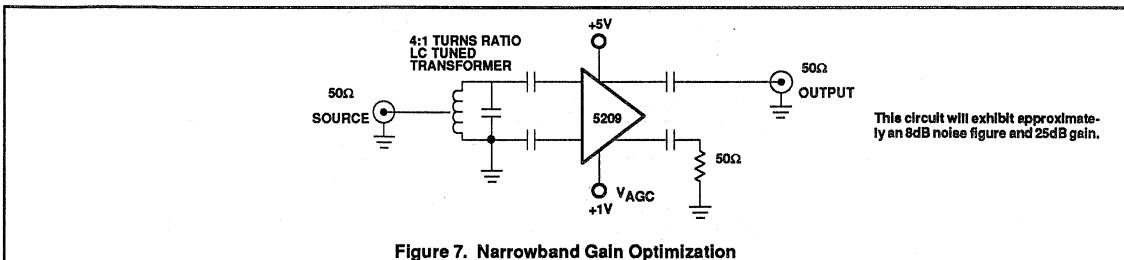 +5V
4:1 TURNS RATIO
LC TUNED
TRANSFORMER
50Ω
SOURCE
5209
50Ω
OUTPUT
This circuit will exhibit approximate-
ly an 8dB noise figure and 25dB gain.
50Ω
VAGC
+1V
Figure 7. Narrowband Gain Optimization